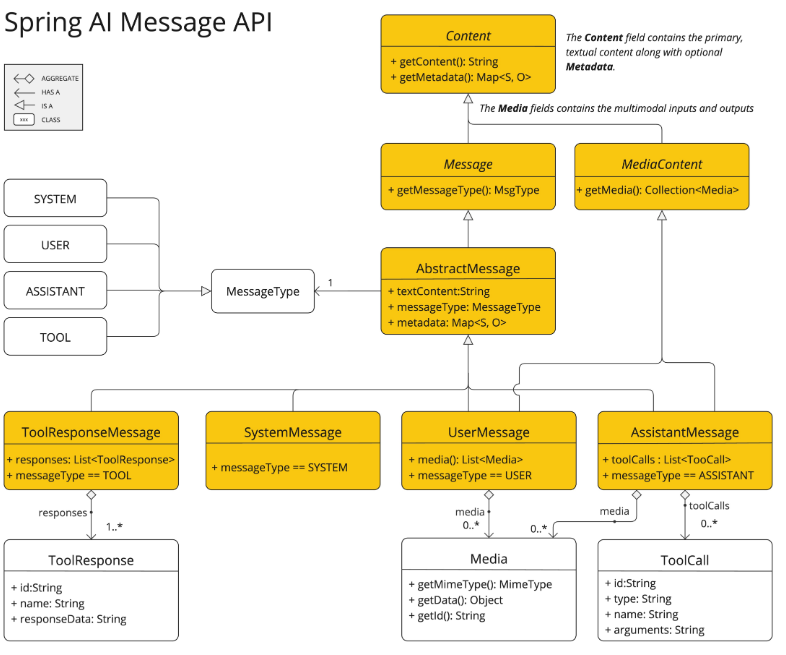 Spring AI Message API
AGGREGATE
HAS A
IS A
xxx
CLASS
Content
+ getContent(): String
+ getMetadata(): Map<S, O>
The Content field contains the primary,
textual content along with optional
Metadata.
The Media fields contains the multimodal inputs and outputs
Message
+ getMessageType(): MsgType
MediaContent
+ getMedia(): Collection<Media>
SYSTEM
USER
ASSISTANT
TOOL
MessageType
1
AbstractMessage
+ textContent:String
+ messageType: MessageType
+ metadata: Map<S, O>
ToolResponseMessage
+ responses: List<ToolResponse>
+ messageType == TOOL
SystemMessage
+ messageType == SYSTEM
UserMessage
+ media(): List<Media>
+ messageType == USER
AssistantMessage
+ toolCalls : List<TooCall>
+ messageType == ASSISTANT
responses
1..*
media
0..*
media
0..*
toolCalls
0..*
ToolResponse
+ id:String
+ name: String
+ responseData: String
Media
+ getMimeType(): MimeType
+ getData(): Object
+ getId(): String
ToolCall
+ id:String
+ type: String
+ name: String
+ arguments: String